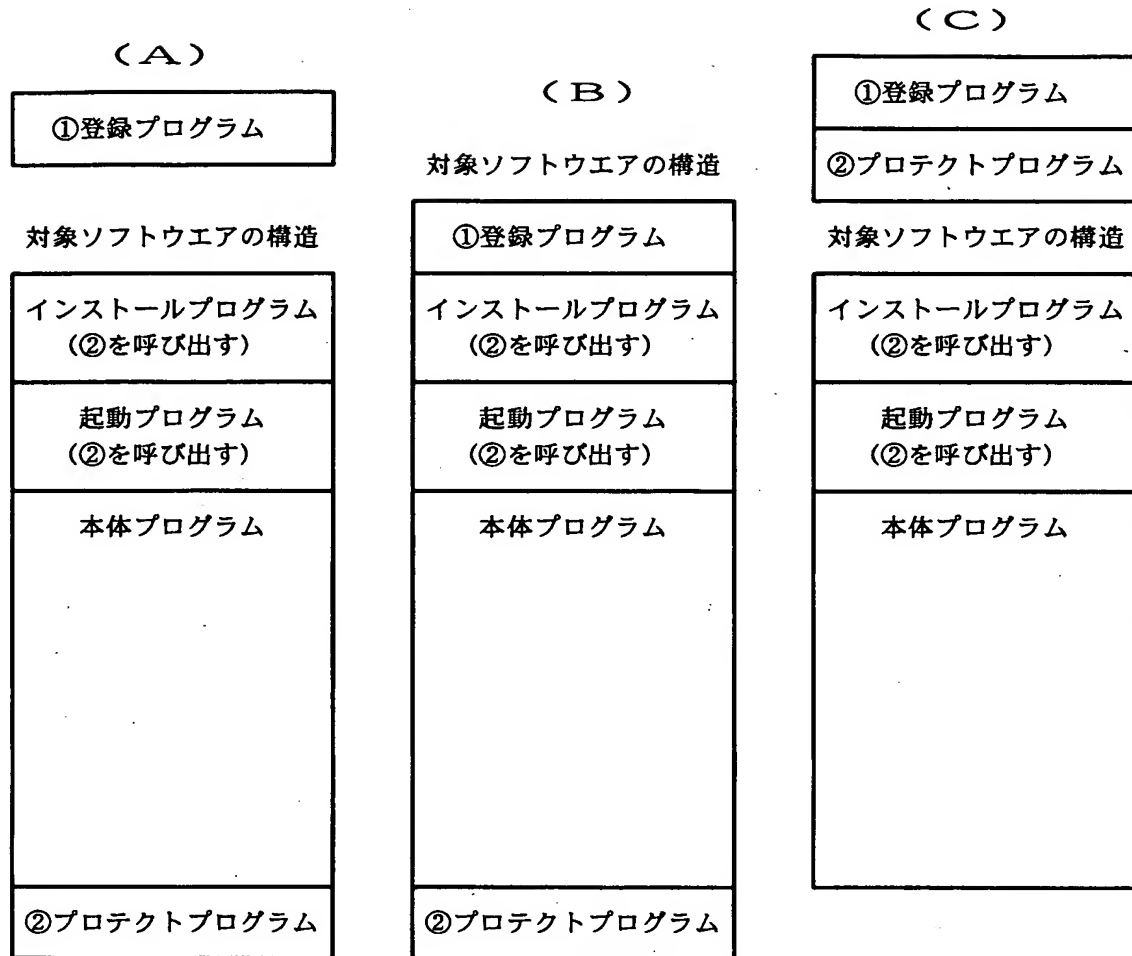 (A)
①登録プログラム
対象ソフトウエアの構造
インストールプログラム
(②を呼び出す)
起動プログラム
(②を呼び出す)
本体プログラム
②プロテクトプログラム
(B)
対象ソフトウエアの構造
①登録プログラム
インストールプログラム
(②を呼び出す)
起動プログラム
(②を呼び出す)
本体プログラム
②プロテクトプログラム
(C)
①登録プログラム
②プロテクトプログラム
対象ソフトウエアの構造
インストールプログラム
(②を呼び出す)
起動プログラム
(②を呼び出す)
本体プログラム